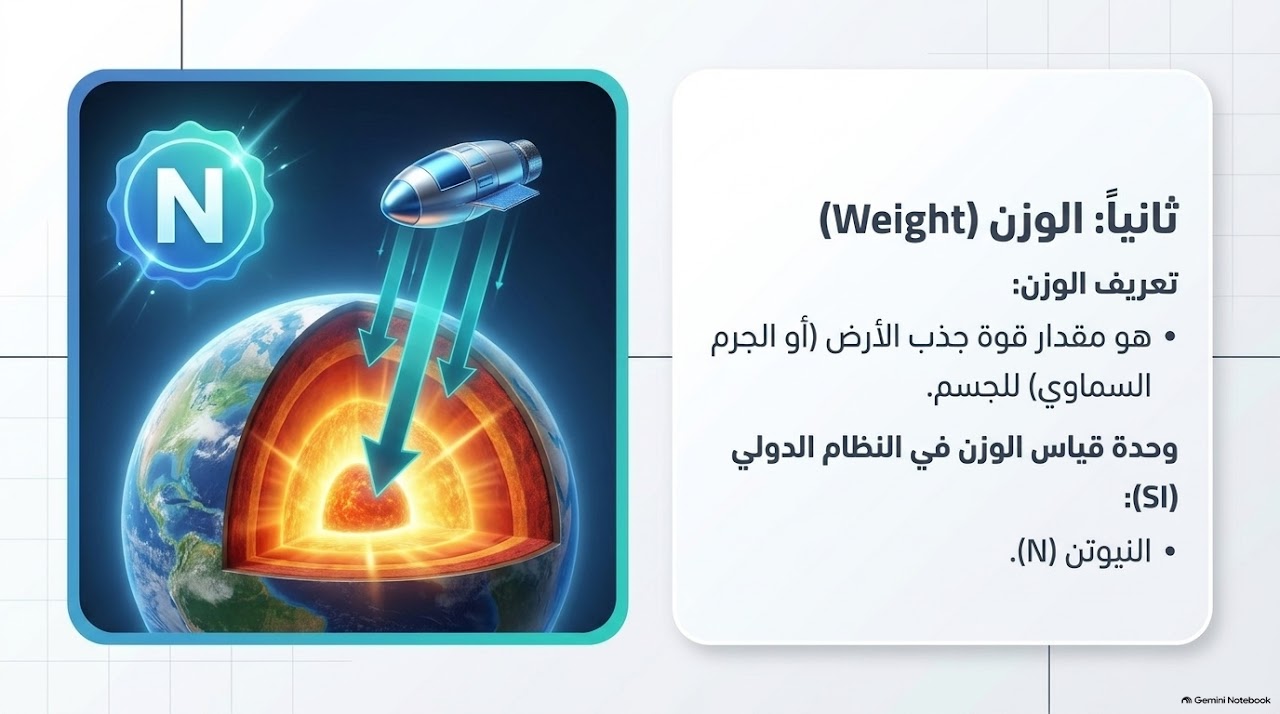 N
ثانياً: الوزن (Weight)
تعريف الوزن:
• هو مقدار قوة جذب الأرض (أو الجرم
السماوي) للجسم.
وحدة قياس الوزن في النظام الدولي
(SI):
• النيوتن (N).
Gemini Notebook